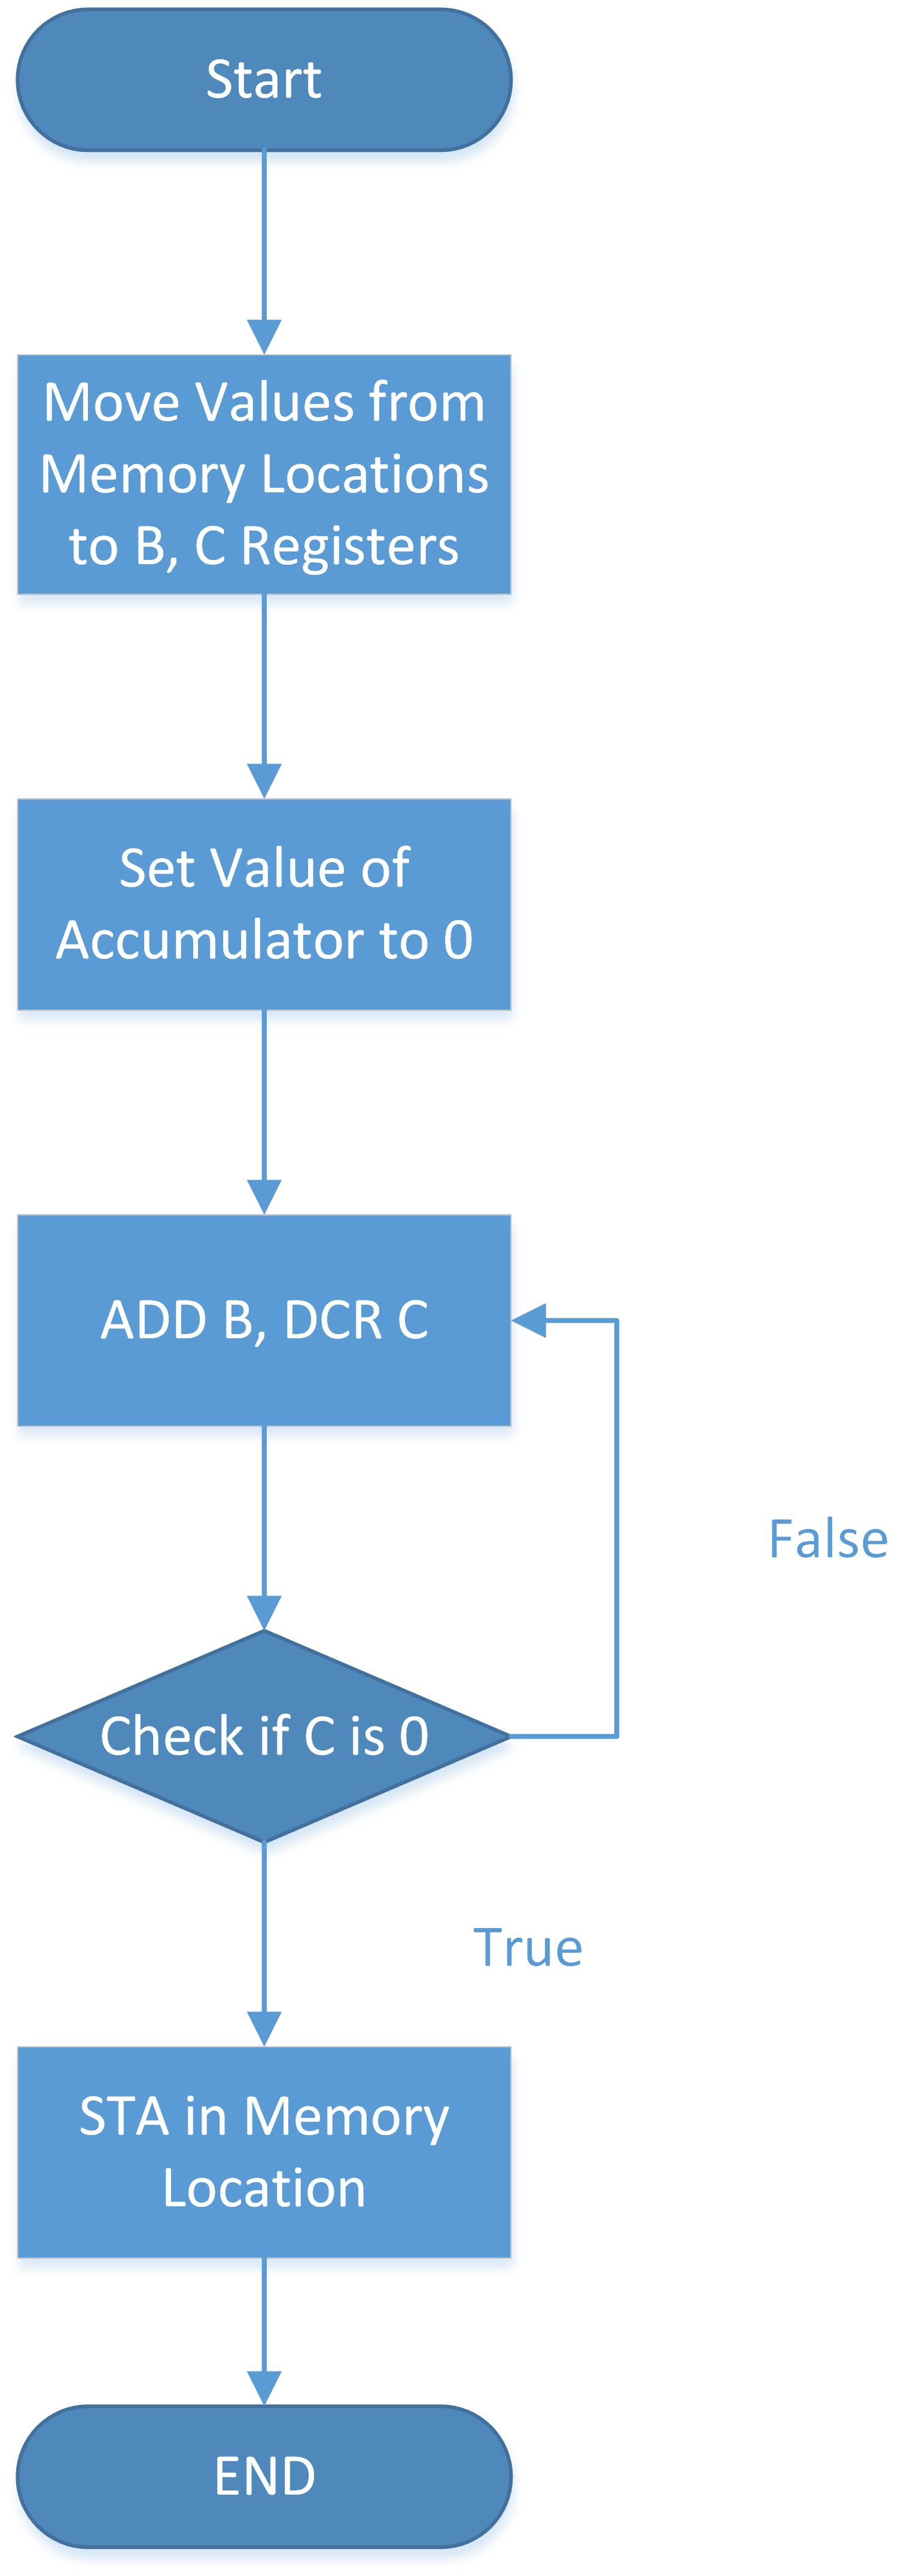 Start
Move Values from
Memory Locations
to B, C Registers
Set Value of
Accumulator to 0
ADD B, DCR C
False
Check if C is 0
True
STA in Memory
Location
END